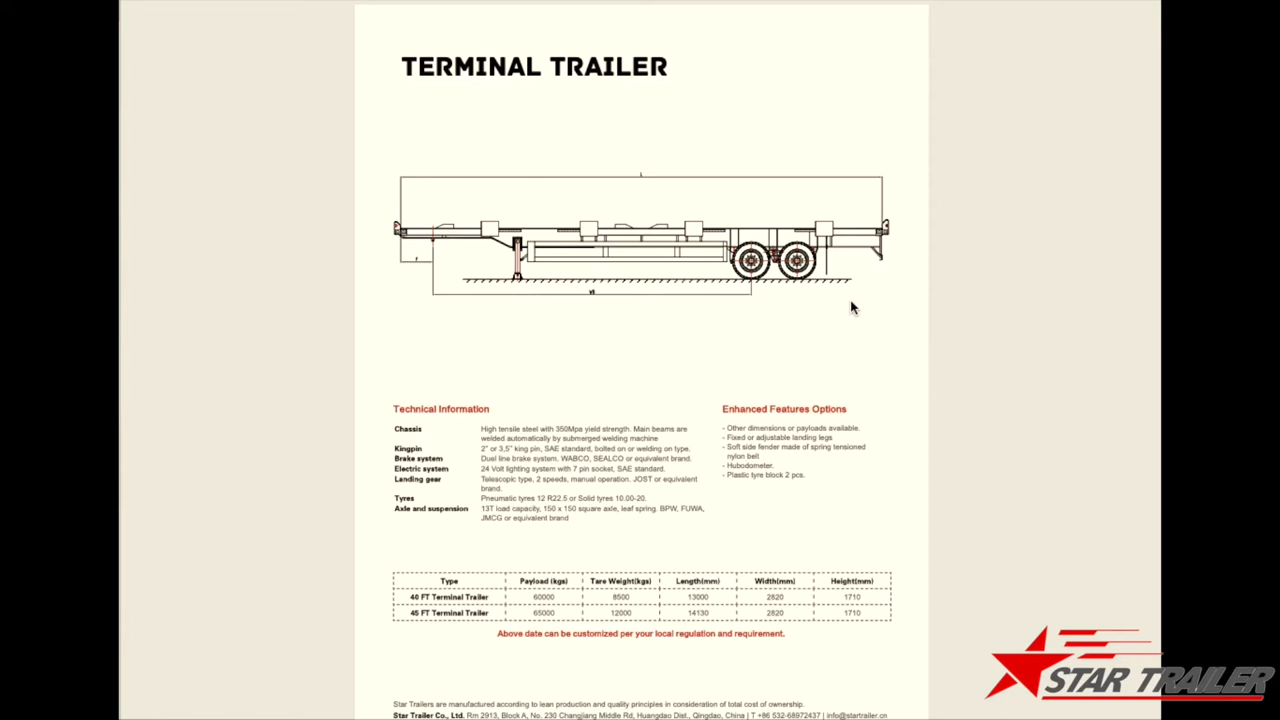 TERMINAL TRAILER
L
Technical Information
Chassis High tensile steel with 350Mpa yield strength. Main beams are
welded automatically by submerged welding machine
Kingpin 2" or 3,5" king pin, SAE standard, bolted on or welding on type.
Brake system Duel line brake system. WABCO, SEALCO or equivalent brand.
Electric system 24 Volt lighting system with 7 pin socket, SAE standard.
Landing gear Telescopic type, 2 speeds, manual operation. JOST or equivalent
brand.
Tyres Pneumatic tyres 12 R22.5 or Solid tyres 10.00-20.
Axle and suspension 13T load capacity, 150 x 150 square axle, leaf spring. BPW, FUWA,
JMCG or equivalent brand
Enhanced Features Options
- Other dimensions or payloads available.
- Fixed or adjustable landing legs
- Soft side fender made of spring tensioned
nylon belt
- Hubodometer.
- Plastic tyre block 2 pcs.
Type Payload (kgs) Tare Weight(kgs) Length(mm) Width(mm) Height(mm)
40 FT Terminal Trailer 60000 8500 13000 2820 1710
45 FT Terminal Trailer 65000 12000 14130 2820 1710
Above date can be customized per your local regulation and requirement.
Star Trailers are manufactured according to lean production and quality principles in consideration of total cost of ownership.
Star Trailer Co., Ltd. Rm 2913, Block A, No. 230 Changjiang Middle Rd, Huangdao Dist., Qingdao, China | T +86 532-68972437 | info@startrailer.cn
STAR TRAILER